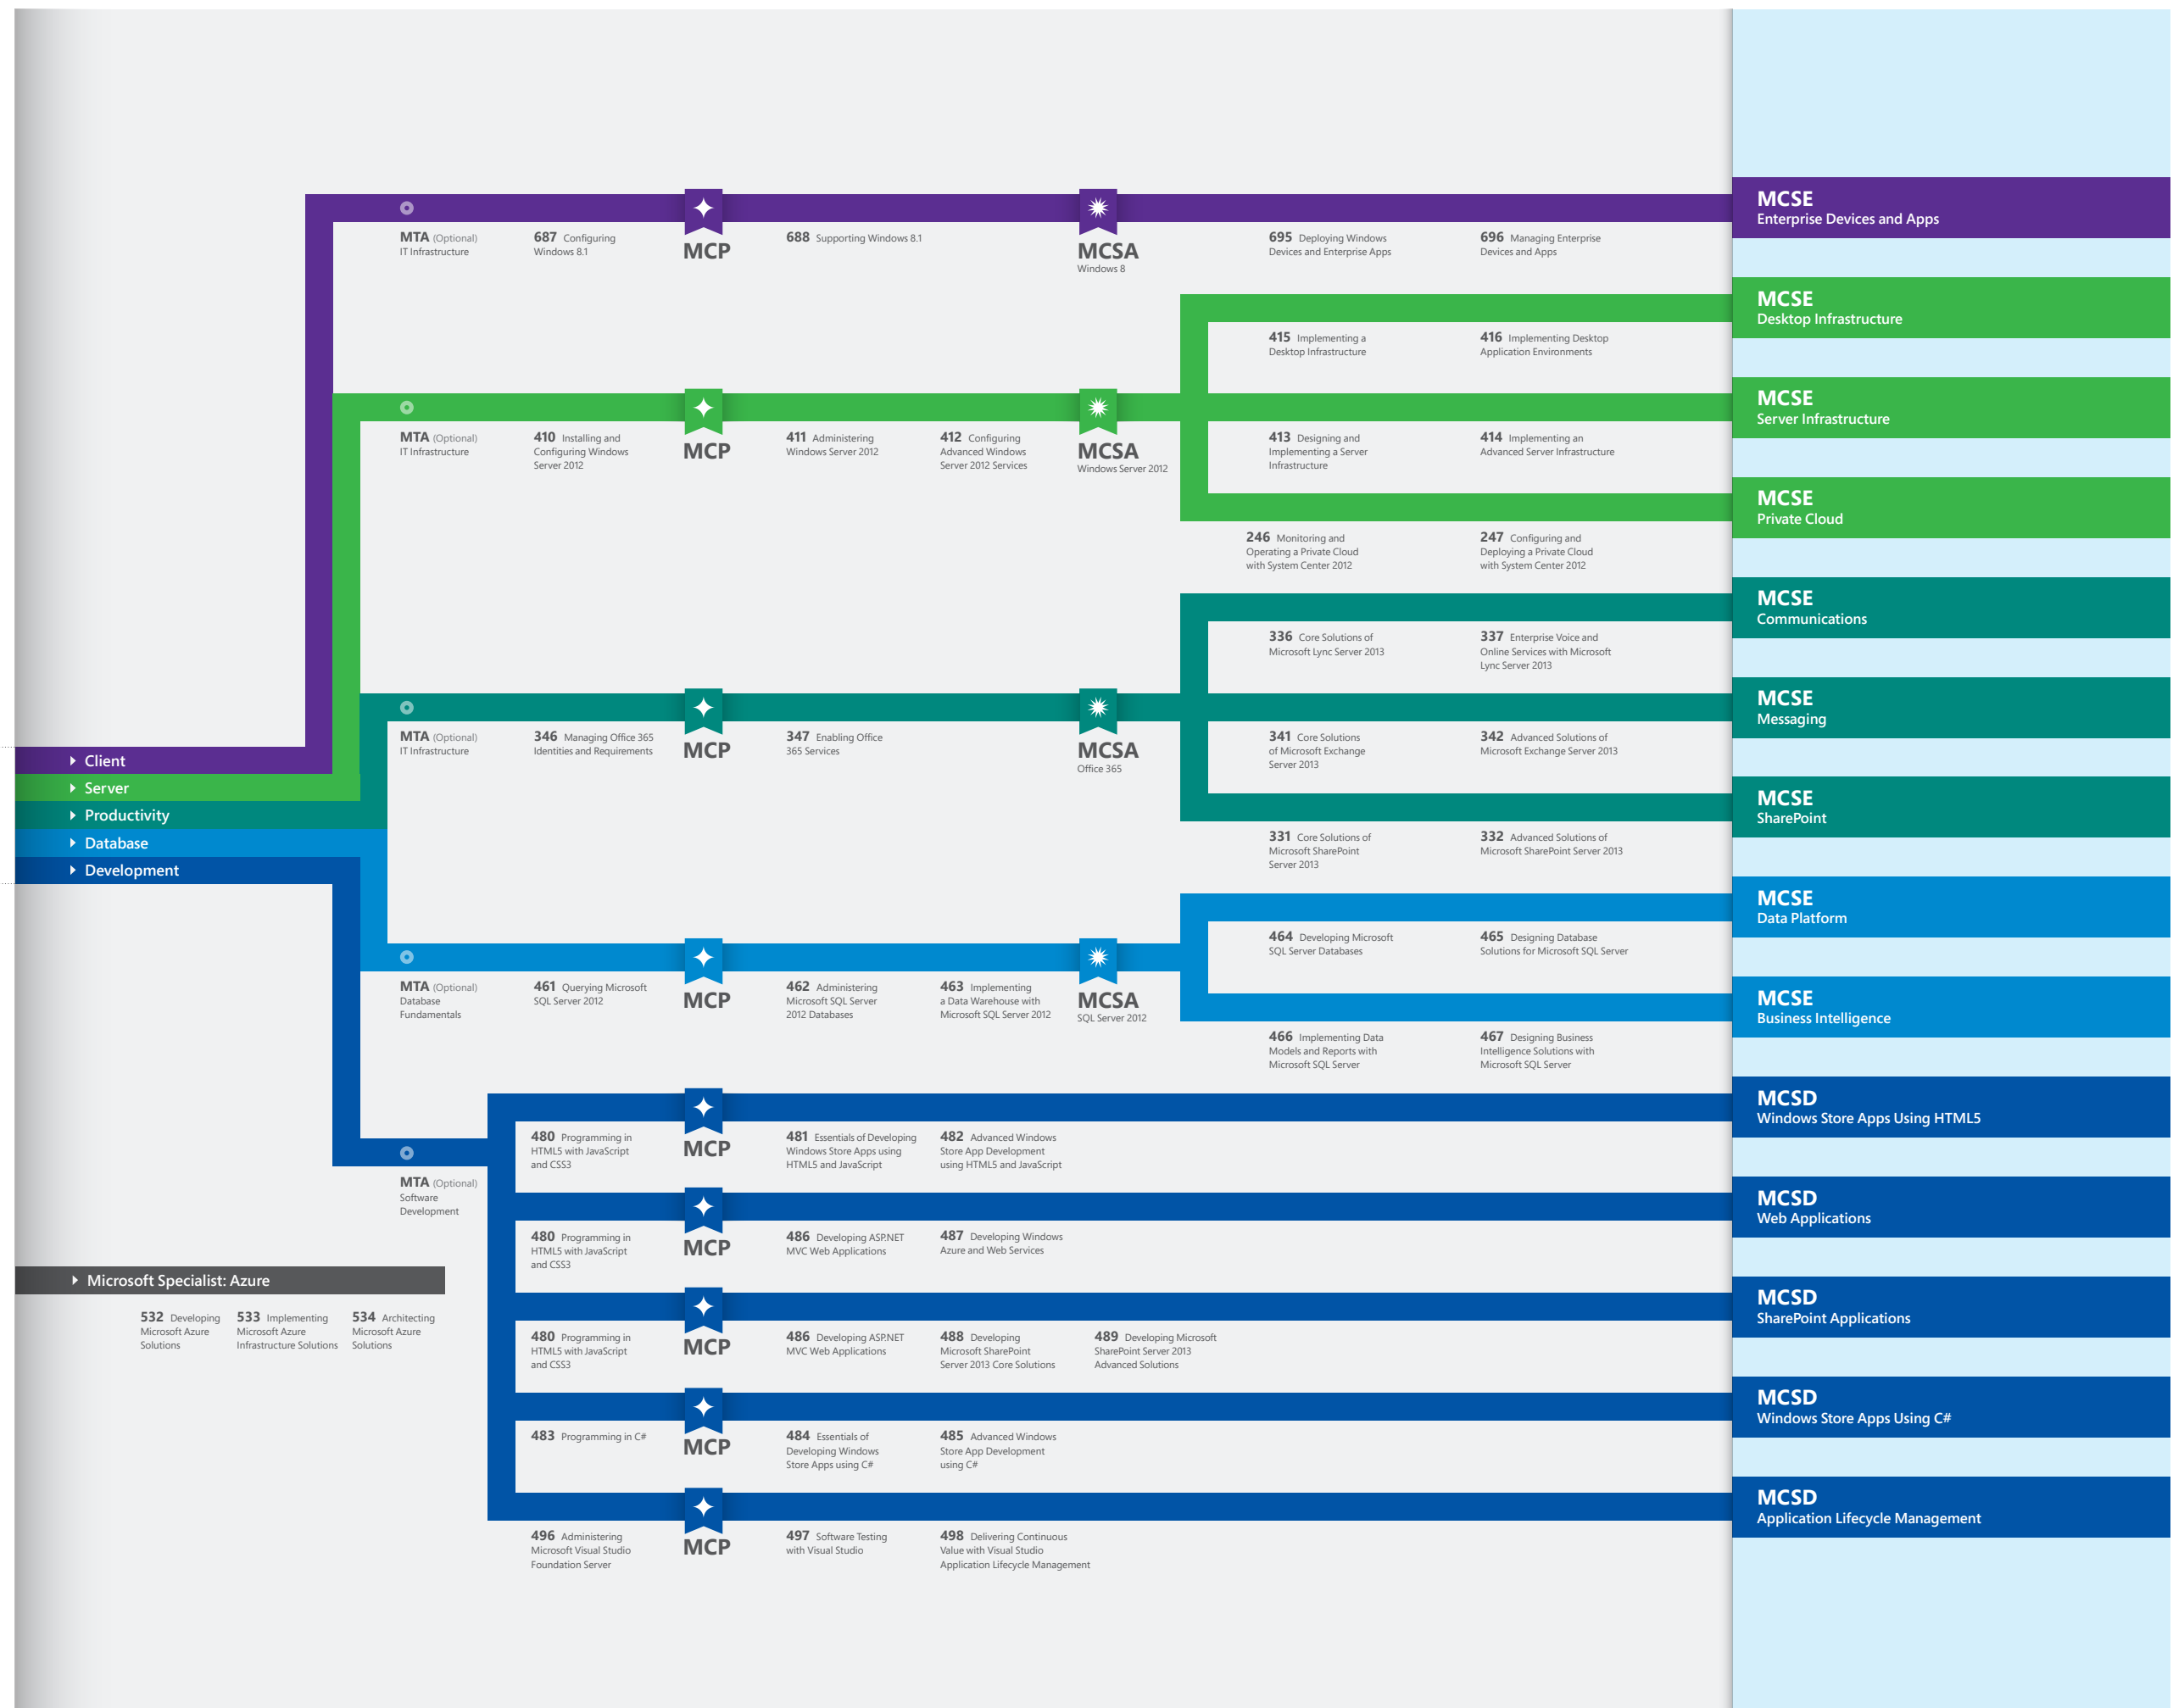 MCSE
Enterprise Devices and Apps
MTA (Optional)
IT Infrastructure
687 Configuring
Windows 8.1
MCP
688 Supporting Windows 8.1
MCSA
Windows 8
695 Deploying Windows
Devices and Enterprise Apps
696 Managing Enterprise
Devices and Apps
MCSE
Desktop Infrastructure
415 Implementing a
Desktop Infrastructure
416 Implementing Desktop
Application Environments
MCSE
Server Infrastructure
MTA (Optional)
IT Infrastructure
410 Installing and
Configuring Windows
Server 2012
MCP
411 Administering
Windows Server 2012
412 Configuring
Advanced Windows
Server 2012 Services
MCSA
Windows Server 2012
413 Designing and
Implementing a Server
Infrastructure
414 Implementing an
Advanced Server Infrastructure
MCSE
Private Cloud
246 Monitoring and
Operating a Private Cloud
with System Center 2012
247 Configuring and
Deploying a Private Cloud
with System Center 2012
MCSE
Communications
336 Core Solutions of
Microsoft Lync Server 2013
337 Enterprise Voice and
Online Services with Microsoft
Lync Server 2013
MCSE
Messaging
MTA (Optional)
IT Infrastructure
346 Managing Office 365
Identities and Requirements
MCP
347 Enabling Office
365 Services
MCSA
Office 365
341 Core Solutions
of Microsoft Exchange
Server 2013
342 Advanced Solutions of
Microsoft Exchange Server 2013
Client
Server
Productivity
Database
Development
MCSE
SharePoint
331 Core Solutions of
Microsoft SharePoint
Server 2013
332 Advanced Solutions of
Microsoft SharePoint Server 2013
MCSE
Data Platform
464 Developing Microsoft
SQL Server Databases
465 Designing Database
Solutions for Microsoft SQL Server
MTA (Optional)
Database
Fundamentals
461 Querying Microsoft
SQL Server 2012
MCP
462 Administering
Microsoft SQL Server
2012 Databases
463 Implementing
a Data Warehouse with
Microsoft SQL Server 2012
MCSA
SQL Server 2012
MCSE
Business Intelligence
466 Implementing Data
Models and Reports with
Microsoft SQL Server
467 Designing Business
Intelligence Solutions with
Microsoft SQL Server
MCSD
Windows Store Apps Using HTML5
480 Programming in
HTML5 with JavaScript
and CSS3
MCP
481 Essentials of Developing
Windows Store Apps using
HTML5 and JavaScript
482 Advanced Windows
Store App Development
using HTML5 and JavaScript
MTA (Optional)
Software
Development
MCSD
Web Applications
480 Programming in
HTML5 with JavaScript
and CSS3
MCP
486 Developing ASP.NET
MVC Web Applications
487 Developing Windows
Azure and Web Services
Microsoft Specialist: Azure
532 Developing
Microsoft Azure
Solutions
533 Implementing
Microsoft Azure
Infrastructure Solutions
534 Architecting
Microsoft Azure
Solutions
MCSD
SharePoint Applications
480 Programming in
HTML5 with JavaScript
and CSS3
MCP
486 Developing ASP.NET
MVC Web Applications
488 Developing
Microsoft SharePoint
Server 2013 Core Solutions
489 Developing Microsoft
SharePoint Server 2013
Advanced Solutions
MCSD
Windows Store Apps Using C#
483 Programming in C#
MCP
484 Essentials of
Developing Windows
Store Apps using C#
485 Advanced Windows
Store App Development
using C#
MCSD
Application Lifecycle Management
496 Administering
Microsoft Visual Studio
Foundation Server
MCP
497 Software Testing
with Visual Studio
498 Delivering Continuous
Value with Visual Studio
Application Lifecycle Management